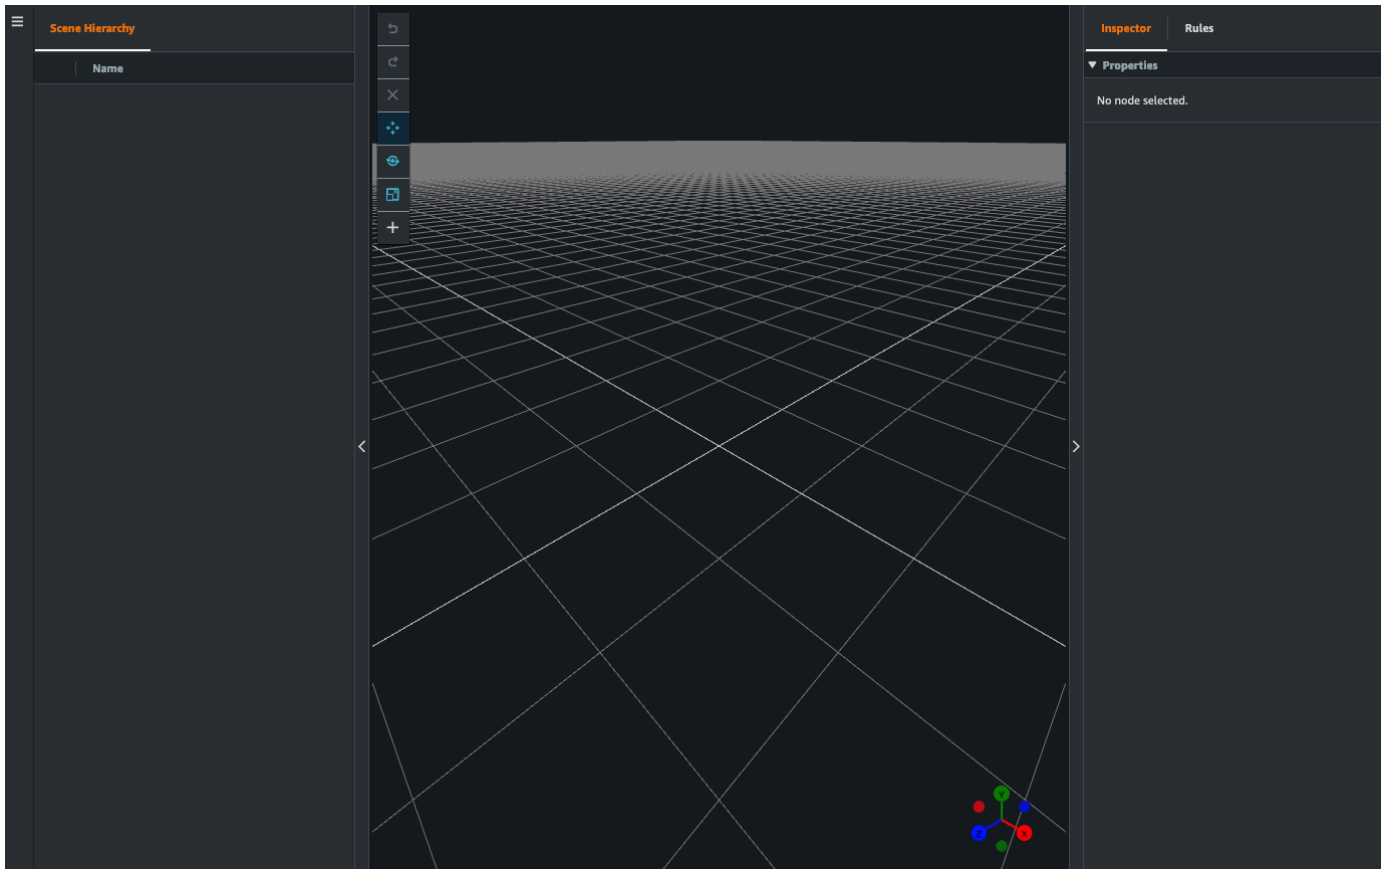 Scene Hierarchy
Name
Inspector
Rules
Properties
No node selected.
Y
Z
X